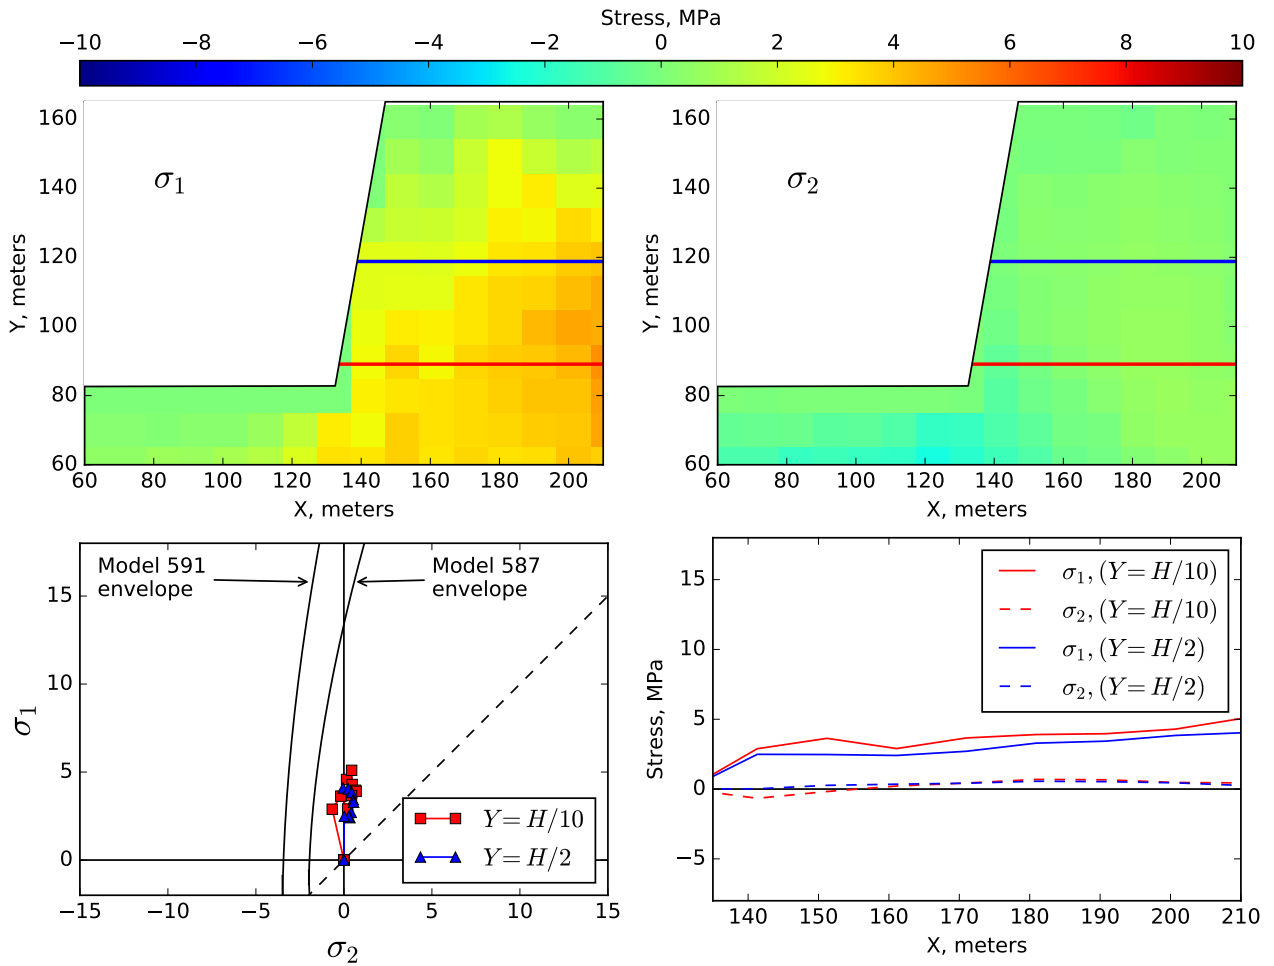 Stress, MPa
−10 −8 −6 −4 −2 0 2 4 6 8 10
160
140
120
100
80
60
Y, meters
σ1
60 80 100 120 140 160 180 200
X, meters
160
140
120
100
80
60
Y, meters
σ2
60 80 100 120 140 160 180 200
X, meters
Model 591
envelope
Model 587
envelope
15
10
5
0
σ1
Y=H/10
Y=H/2
−15 −10 −5 0 5 10 15
σ2
15
10
5
0
−5
Stress, MPa
σ1, (Y=H/10)
σ2, (Y=H/10)
σ1, (Y=H/2)
σ2, (Y=H/2)
140 150 160 170 180 190 200 210
X, meters